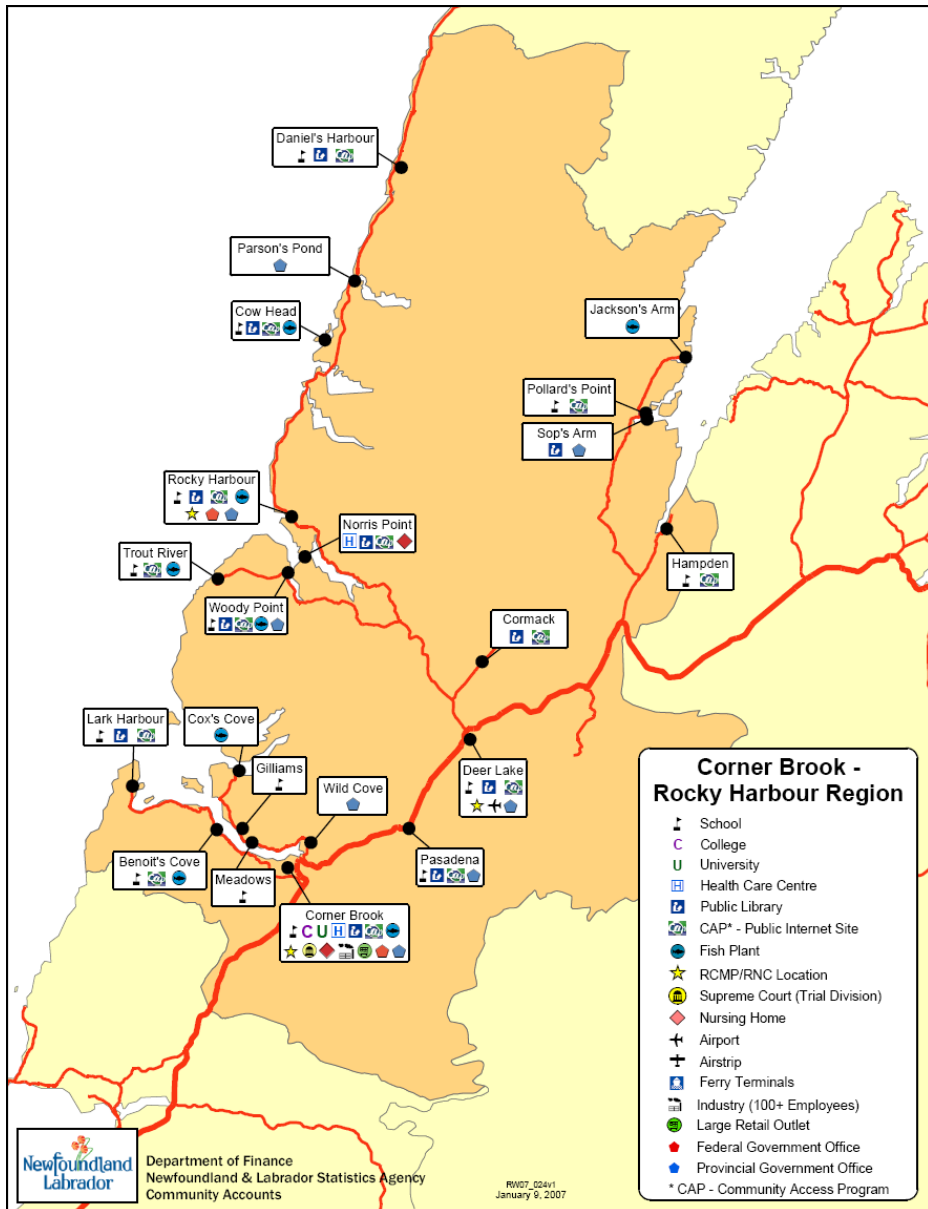 Daniel's Harbour
Parson's Pond
Cow Head
Jackson's Arm
Pollard's Point
Sop's Arm
Rocky Harbour
Norris Point
Trout River
Hampden
Woody Point
Cormack
Lark Harbour
Cox's Cove
Gilliams
Wild Cove
Deer Lake
Benoit's Cove
Meadows
Pasadena
Corner Brook
C U H
H
Corner Brook -
Rocky Harbour Region
School
C College
U University
H Health Care Centre
Public Library
CAP* - Public Internet Site
Fish Plant
RCMP/RNC Location
Supreme Court (Trial Division)
Nursing Home
Airport
Airstrip
Ferry Terminals
Industry (100+ Employees)
Large Retail Outlet
Federal Government Office
Provincial Government Office
* CAP - Community Access Program
Newfoundland
Labrador
Department of Finance
Newfoundland & Labrador Statistics Agency
Community Accounts
RW07_024v1
January 9, 2007